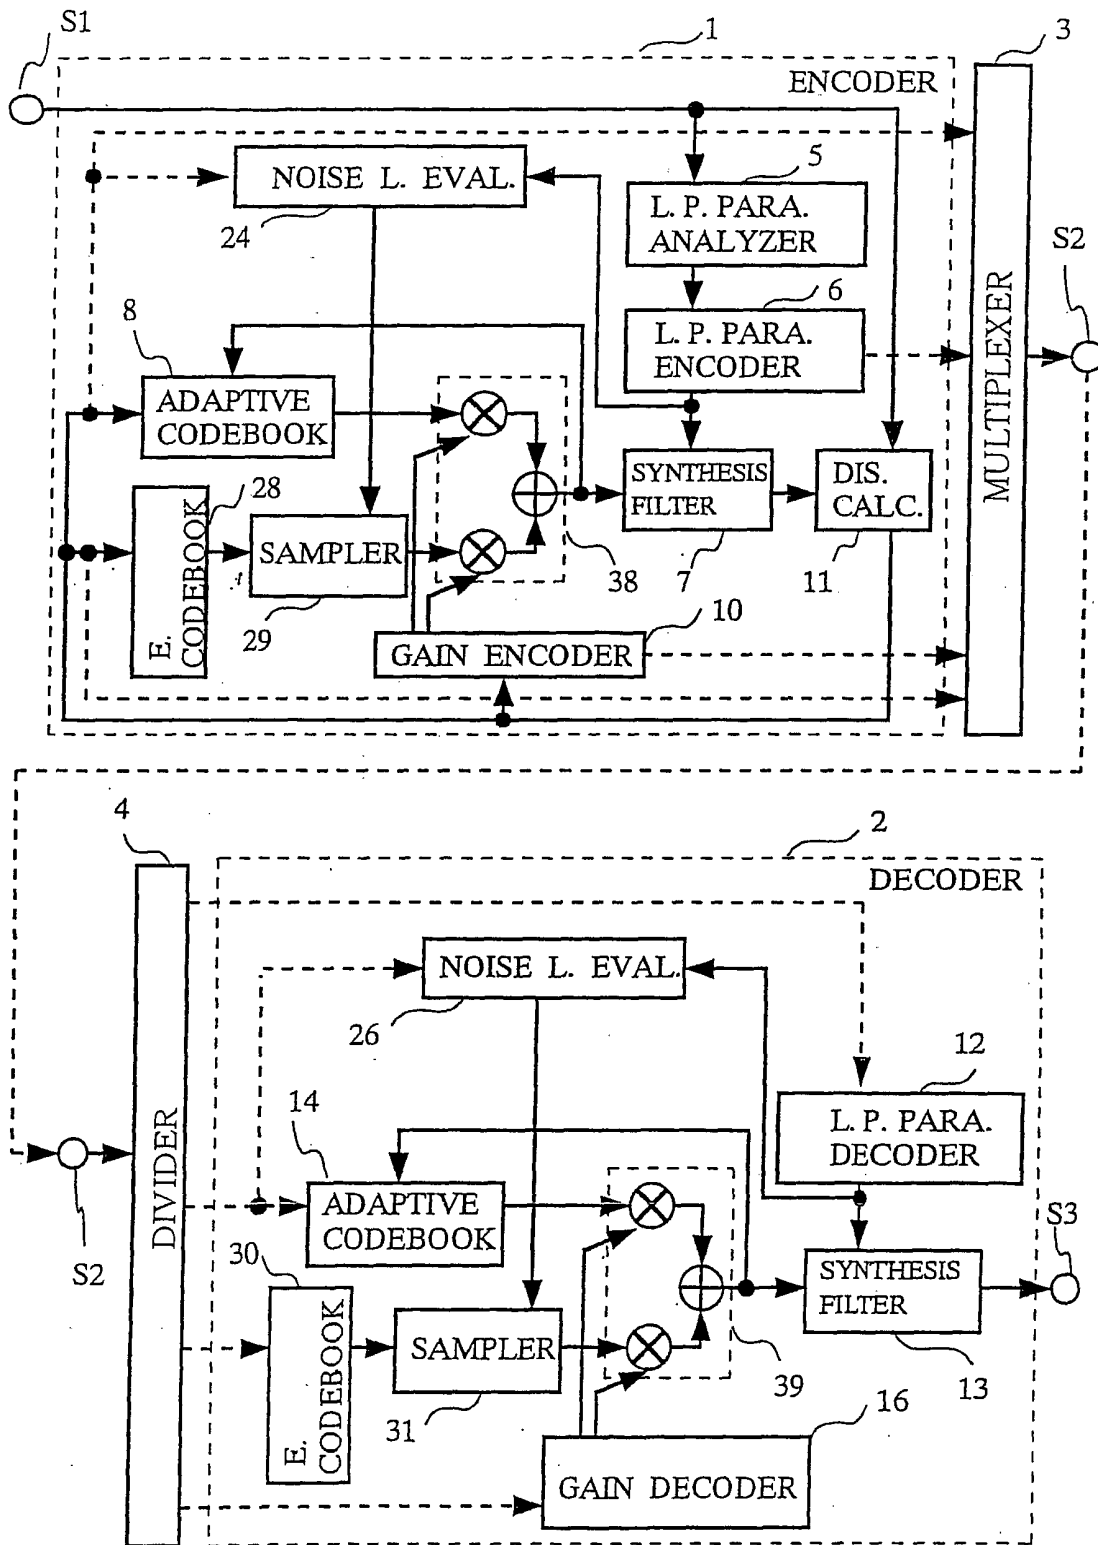 S1
1
3
ENCODER
5
NOISE L. EVAL.
24
L. P. PARA.
ANALYZER
S2
6
8
L. P. PARA.
ENCODER
MULTIPLEXER
ADAPTIVE
CODEBOOK
28
SYNTHESIS
FILTER
DIS.
CALC.
E.
CODEBOOK
SAMPLER
38
7
11
29
10
GAIN ENCODER
4
2
DECODER
NOISE L. EVAL.
26
12
14
L. P. PARA.
DECODER
DIVIDER
ADAPTIVE
CODEBOOK
S3
S2
30
SYNTHESIS
FILTER
E.
CODEBOOK
SAMPLER
39
13
31
16
GAIN DECODER